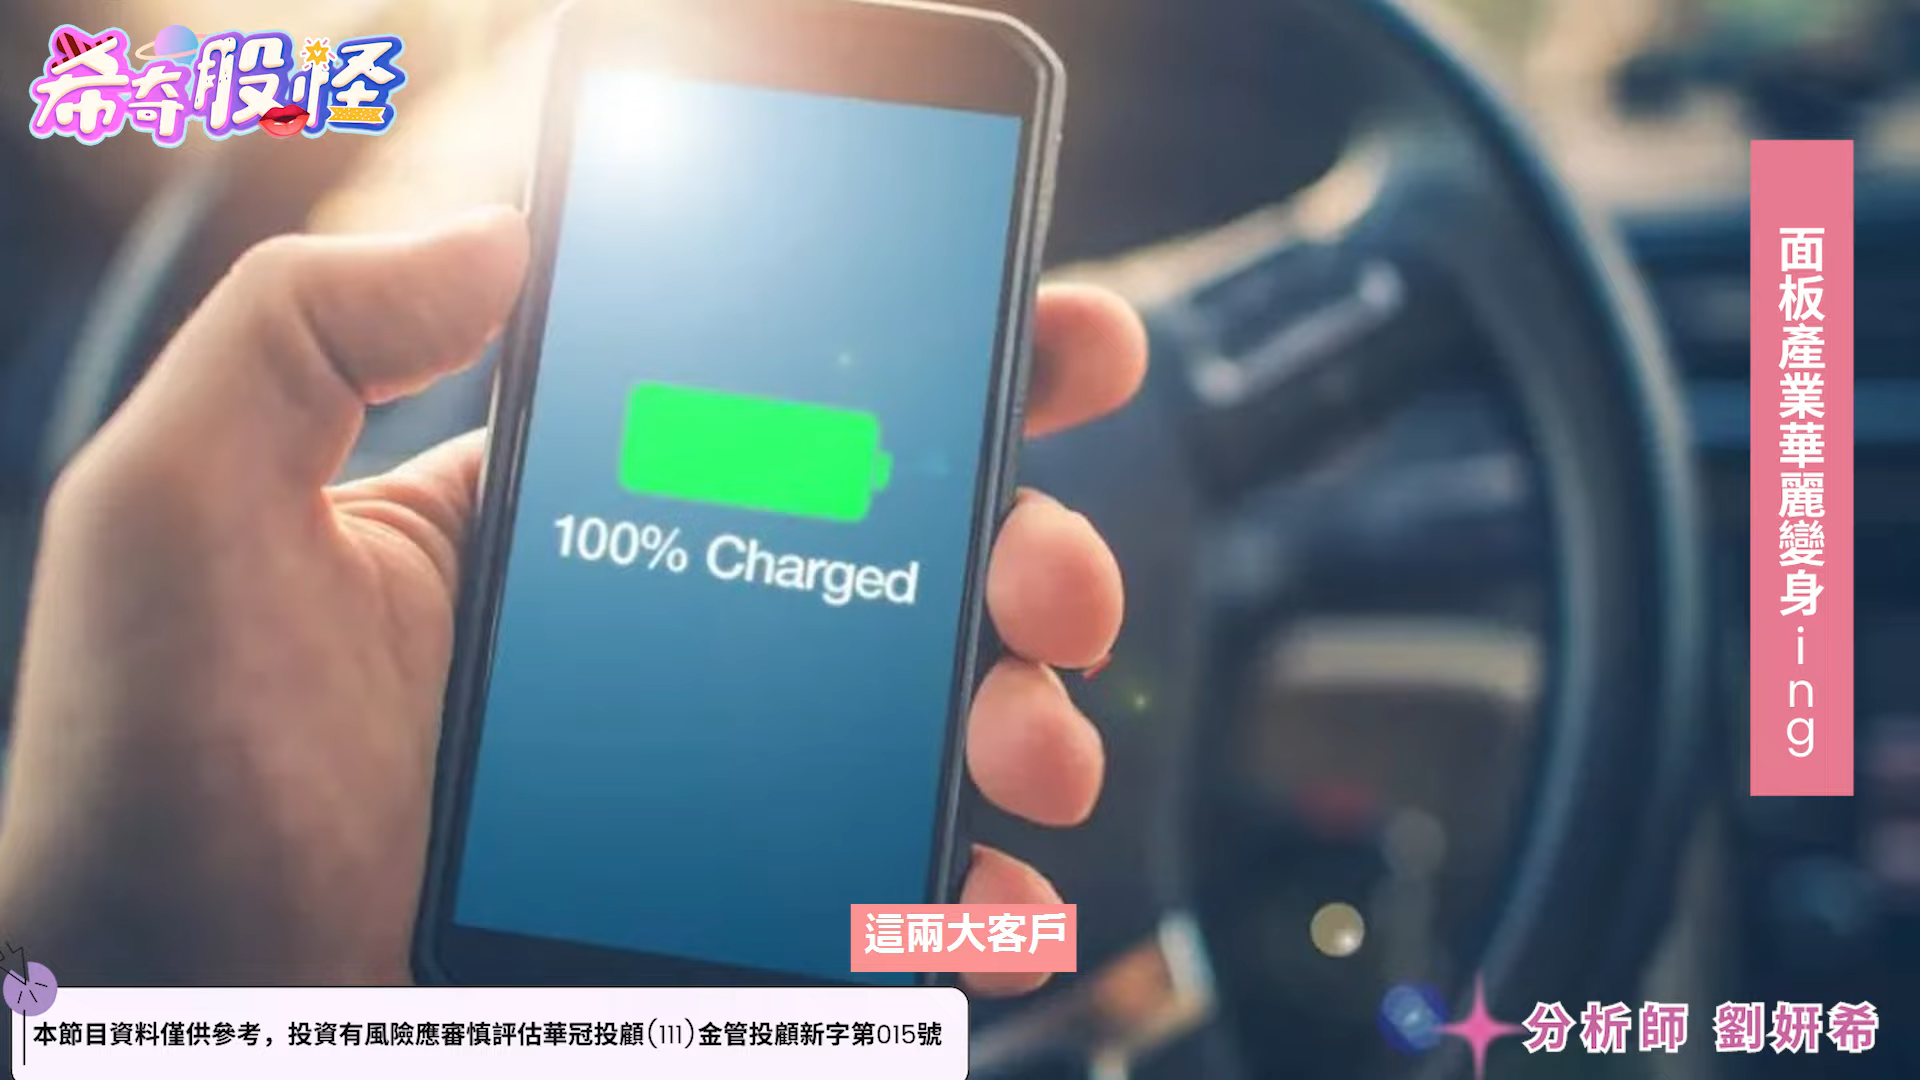 希奇股怪
面板產業華麗變身ing
100% Charged
這兩大客戶
本節目資料僅供參考，投資有風險應審慎評估華冠投顧(111)金管投顧新字第015號
分析師 劉妍希